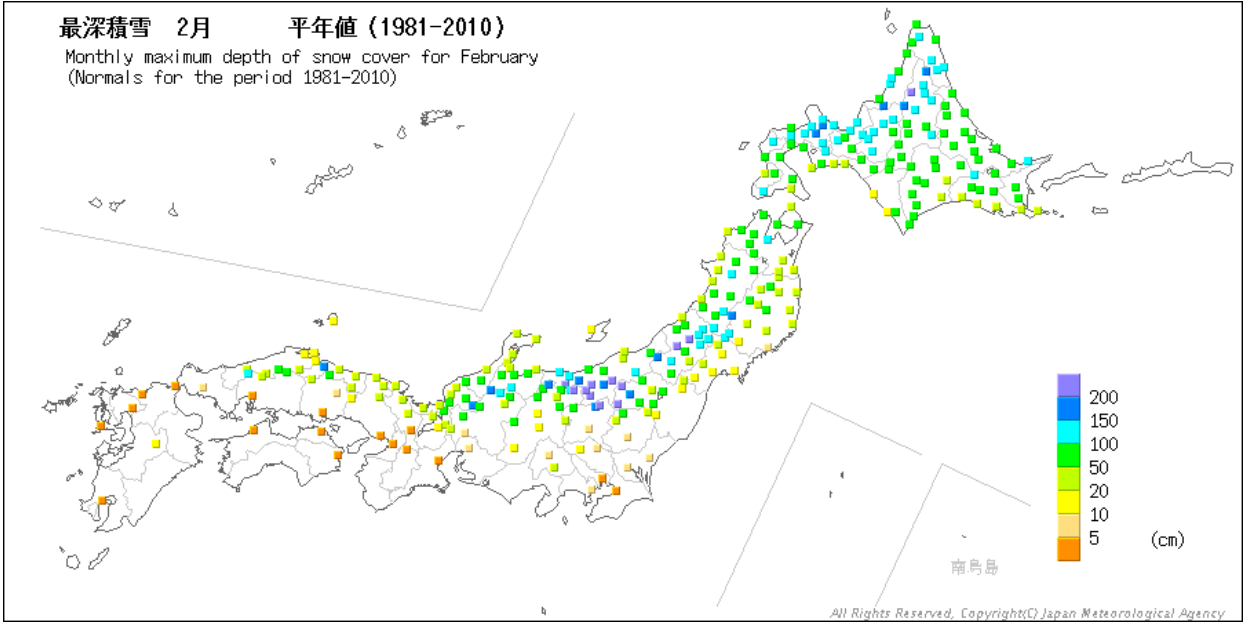 最深積雪　2月　　　平年値（1981-2010）
Monthly maximum depth of snow cover for February
(Normals for the period 1981-2010)
200
150
100
50
20
10
5
(cm)
南鳥島
All Rights Reserved, Copyright(C) Japan Meteorological Agency